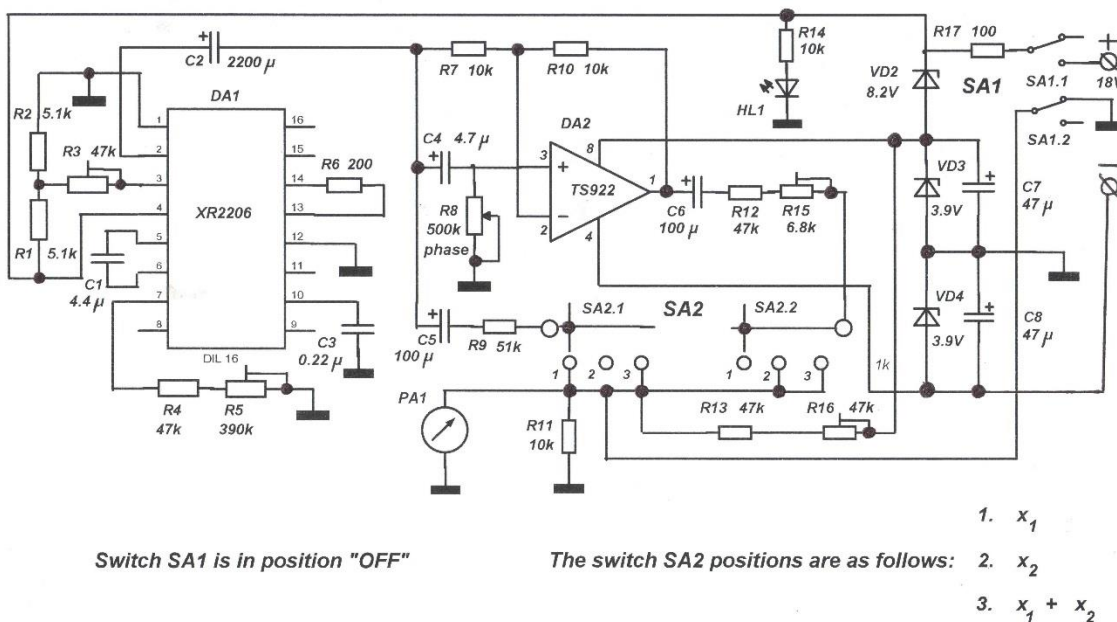 R17 100
R14
10k
R7 10k
R10 10k
C2
2200 µ
VD2
8.2V
SA1
SA1.1
18V
+
HL1
SA1.2
R2
5.1k
DA1
R3 47k
1
2
3
4
5
6
7
8
16
15
14
13
12
11
10
9
XR2206
DIL 16
R6 200
C4
4.7 µ
DA2
TS922
3
+
2
−
8
4
1
R8
500k
phase
C6
100 µ
R12
47k
R15
6.8k
VD3
3.9V
C7
47 µ
R1
5.1k
C1
4.4 µ
C3
0.22 µ
C5
100 µ
R9
51k
SA2.1
SA2
SA2.2
VD4
3.9V
C8
47 µ
1k
1
2
3
1
2
3
R4
47k
R5
390k
PA1
R11
10k
R13 47k
R16
47k
Switch SA1 is in position "OFF"
The switch SA2 positions are as follows:
1. x1
2. x2
3. x1 + x2